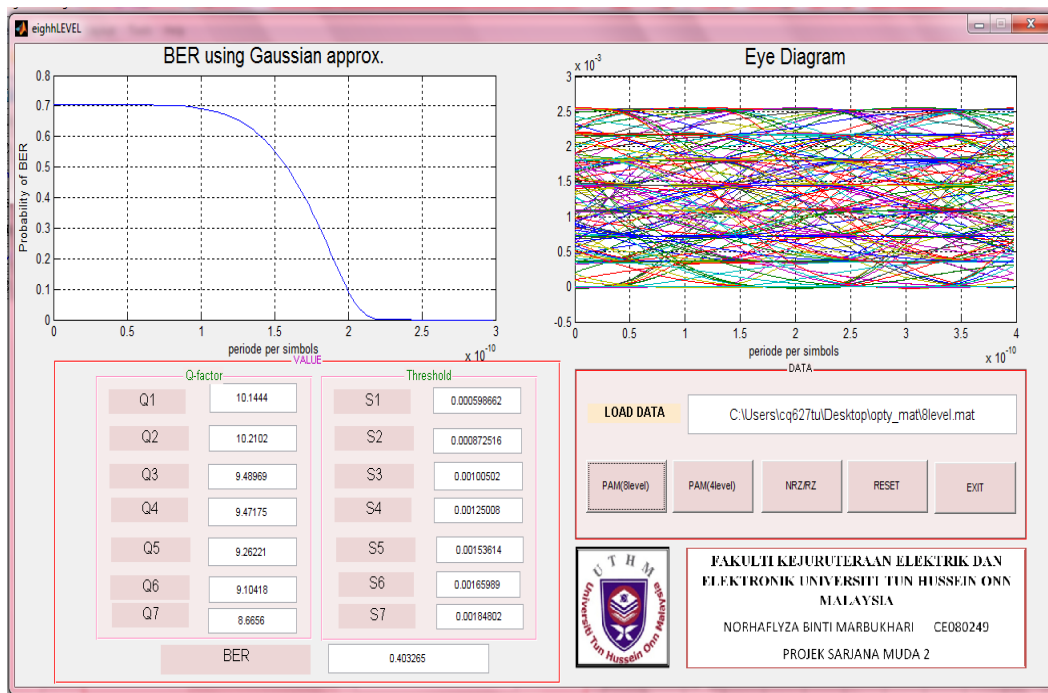 eighhLEVEL
BER using Gaussian approx.
0.8
0.7
0.6
0.5
0.4
0.3
0.2
0.1
0
Probability of BER
0 0.5 1 1.5 2 2.5 3
periode per simbols
x 10⁻¹⁰
Eye Diagram
x 10⁻³
3
2.5
2
1.5
1
0.5
0
-0.5
0 0.5 1 1.5 2 2.5 3 3.5 4
periode per simbols
x 10⁻¹⁰
VALUE
Q-factor
Q1 10.1444
Q2 10.2102
Q3 9.48969
Q4 9.47175
Q5 9.26221
Q6 9.10418
Q7 8.6656
Threshold
S1 0.000598662
S2 0.000872516
S3 0.00100502
S4 0.00125008
S5 0.00153614
S6 0.00165989
S7 0.00184802
BER 0.403265
DATA
LOAD DATA C:\Users\cq627tu\Desktop\opty_mat\8level.mat
PAM(8level) PAM(4level) NRZ/RZ RESET EXIT
UTHM
Universiti Tun Hussein Onn Malaysia
FAKULTI KEJURUTERAAN ELEKTRIK DAN
ELEKTRONIK UNIVERSITI TUN HUSSEIN ONN
MALAYSIA
NORHAFLYZA BINTI MARBUKHARI CE080249
PROJEK SARJANA MUDA 2